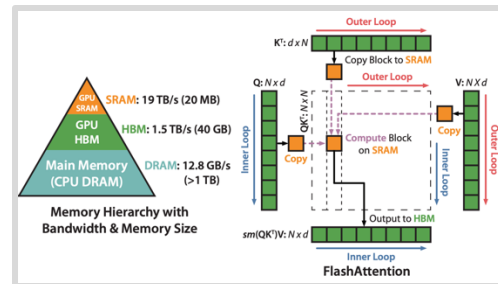 GPU
SRAM
GPU
HBM
Main Memory
(CPU DRAM)
SRAM: 19 TB/s (20 MB)
HBM: 1.5 TB/s (40 GB)
DRAM: 12.8 GB/s
(>1 TB)
Memory Hierarchy with
Bandwidth & Memory Size
Outer Loop
Kᵀ: d x N
Copy Block to SRAM
Outer Loop
Q: N x d
QKᵀ: N x N
V: N x d
Copy
Compute Block
on SRAM
Copy
Inner Loop
Inner Loop
Outer Loop
Output to HBM
sm(QKᵀ)V: N x d
Inner Loop
FlashAttention